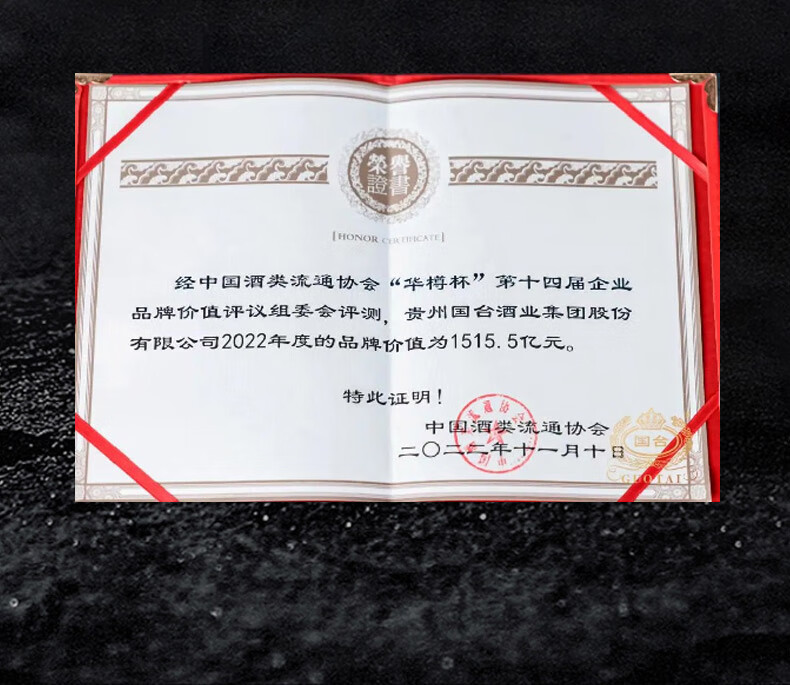 榮譽
證書
[HONOR CERTIFICATE]
经中国酒类流通协会“华樽杯”第十四届企业
品牌价值评议组委会评测，贵州国台酒业集团股份
有限公司2022年度的品牌价值为1515.5亿元。
特此证明！
中国酒类流通协会
二〇二二年十一月十日
国台
GUOTAI